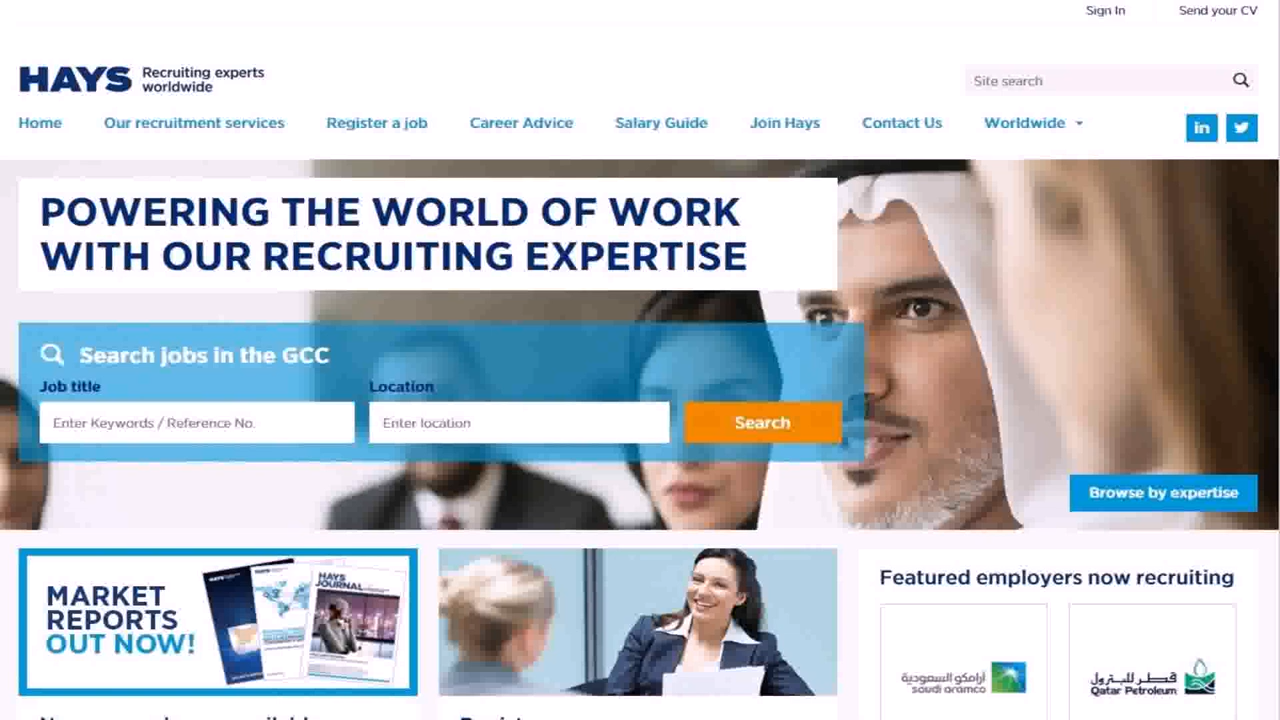 Sign In
Send your CV
HAYS
Recruiting experts
worldwide
Site search
Home
Our recruitment services
Register a job
Career Advice
Salary Guide
Join Hays
Contact Us
Worldwide
in
POWERING THE WORLD OF WORK
WITH OUR RECRUITING EXPERTISE
Search jobs in the GCC
Job title
Location
Enter Keywords / Reference No.
Enter location
Search
Browse by expertise
MARKET
REPORTS
OUT NOW!
HAYS
JOURNAL
Featured employers now recruiting
أرامكو السعودية
saudi aramco
قطر للبترول
Qatar Petroleum